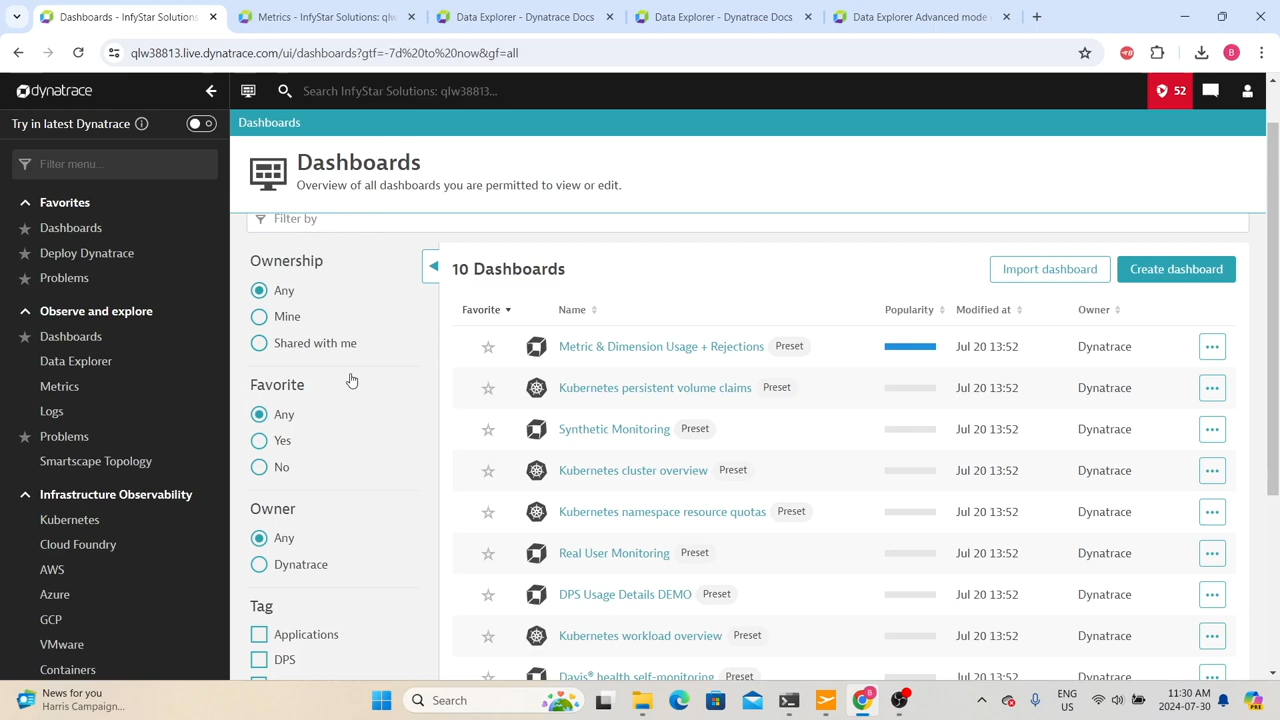 Dashboards - InfyStar Solutions:
Metrics - InfyStar Solutions: qlw
Data Explorer - Dynatrace Docs
Data Explorer - Dynatrace Docs
Data Explorer Advanced mode
qlw38813.live.dynatrace.com/ui/dashboards?gtf=-7d%20to%20now&gf=all
B
dynatrace
Search InfyStar Solutions: qlw38813...
52
Try in latest Dynatrace
Dashboards
Filter menu...
Dashboards
Overview of all dashboards you are permitted to view or edit.
Favorites
Dashboards
Deploy Dynatrace
Problems
Observe and explore
Dashboards
Data Explorer
Metrics
Logs
Problems
Smartscape Topology
Infrastructure Observability
Kubernetes
Cloud Foundry
AWS
Azure
GCP
VMware
Containers
Filter by
Ownership
Any
Mine
Shared with me
Favorite
Any
Yes
No
Owner
Any
Dynatrace
Tag
Applications
DPS
10 Dashboards
Import dashboard
Create dashboard
Favorite Name Popularity Modified at Owner
Metric & Dimension Usage + Rejections Preset Jul 20 13:52 Dynatrace
Kubernetes persistent volume claims Preset Jul 20 13:52 Dynatrace
Synthetic Monitoring Preset Jul 20 13:52 Dynatrace
Kubernetes cluster overview Preset Jul 20 13:52 Dynatrace
Kubernetes namespace resource quotas Preset Jul 20 13:52 Dynatrace
Real User Monitoring Preset Jul 20 13:52 Dynatrace
DPS Usage Details DEMO Preset Jul 20 13:52 Dynatrace
Kubernetes workload overview Preset Jul 20 13:52 Dynatrace
Davis® health self-monitoring Preset Jul 20 13:52 Dynatrace
News for you
Harris Campaign...
Search
ENG
US
11:30 AM
2024-07-30